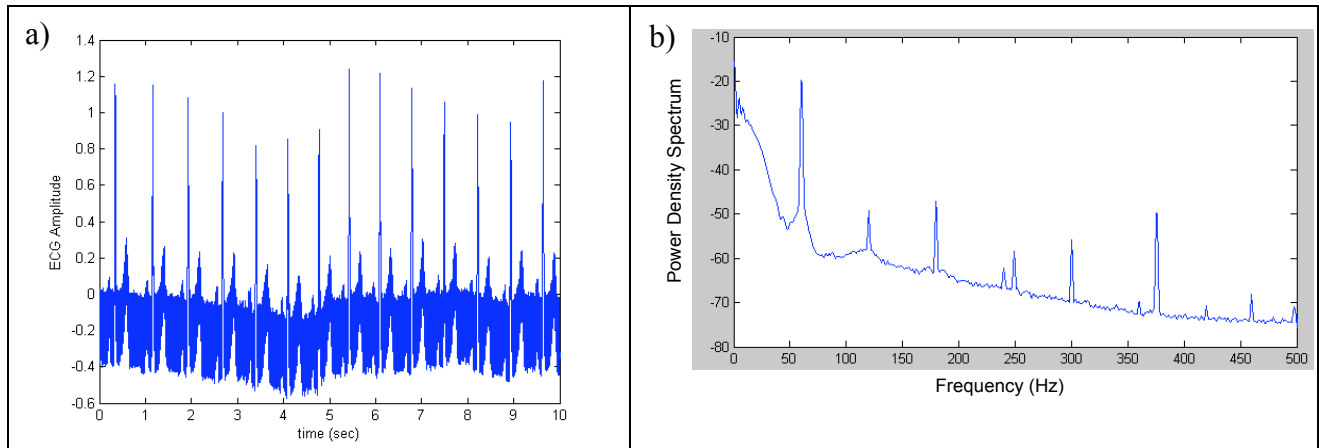 a)
1.4
1.2
1
0.8
0.6
0.4
0.2
0
-0.2
-0.4
-0.6
ECG Amplitude
0 1 2 3 4 5 6 7 8 9 10
time (sec)
b)
-10
-20
-30
-40
-50
-60
-70
-80
Power Density Spectrum
0 50 100 150 200 250 300 350 400 450 500
Frequency (Hz)